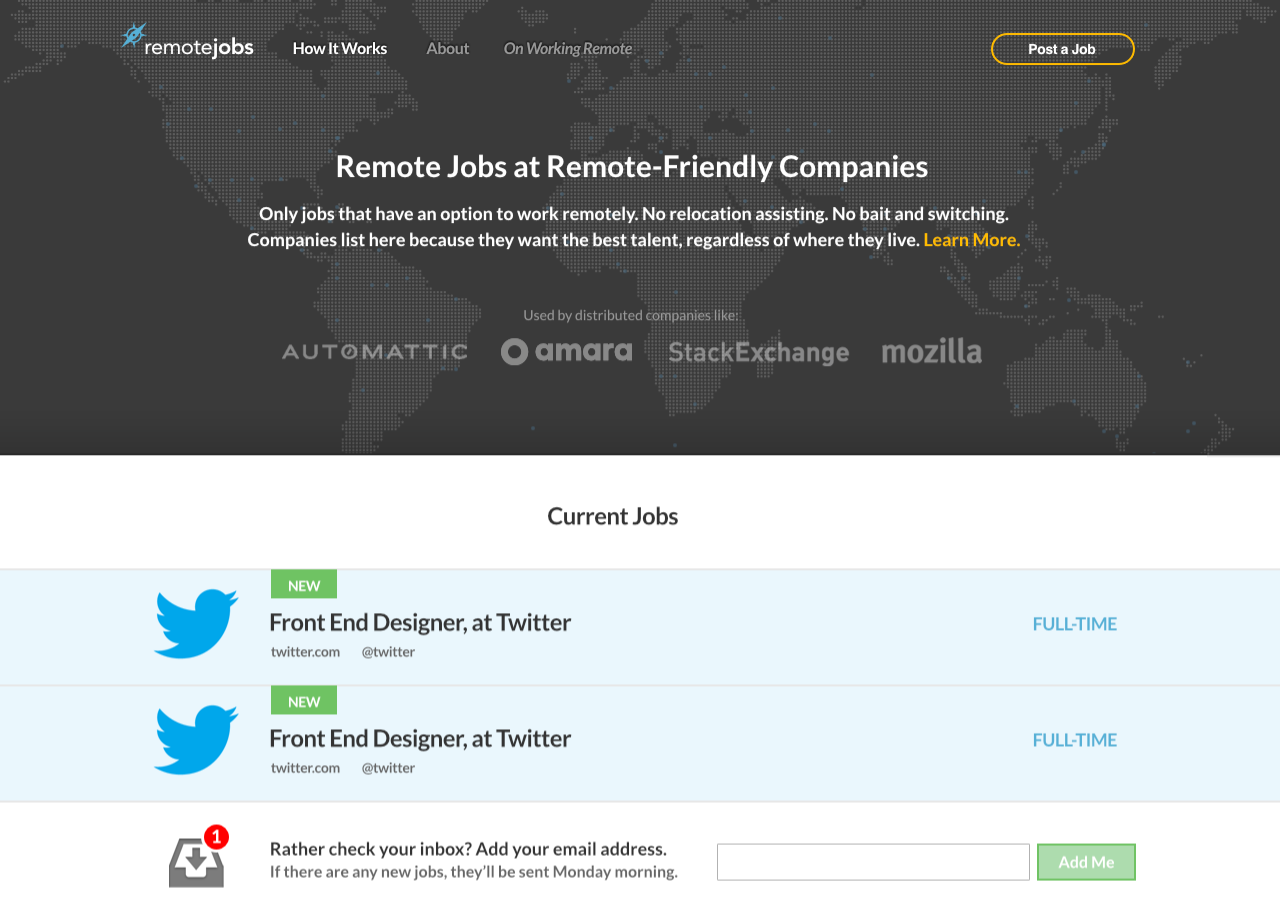 remotejobs How It Works About On Working Remote Post a Job
Remote Jobs at Remote-Friendly Companies
Only jobs that have an option to work remotely. No relocation assisting. No bait and switching.
Companies list here because they want the best talent, regardless of where they live. Learn More.
Used by distributed companies like:
AUTOMATTIC amara StackExchange mozilla
Current Jobs
NEW
Front End Designer, at Twitter FULL-TIME
twitter.com @twitter
NEW
Front End Designer, at Twitter FULL-TIME
twitter.com @twitter
1
Rather check your inbox? Add your email address.
If there are any new jobs, they’ll be sent Monday morning.
Add Me